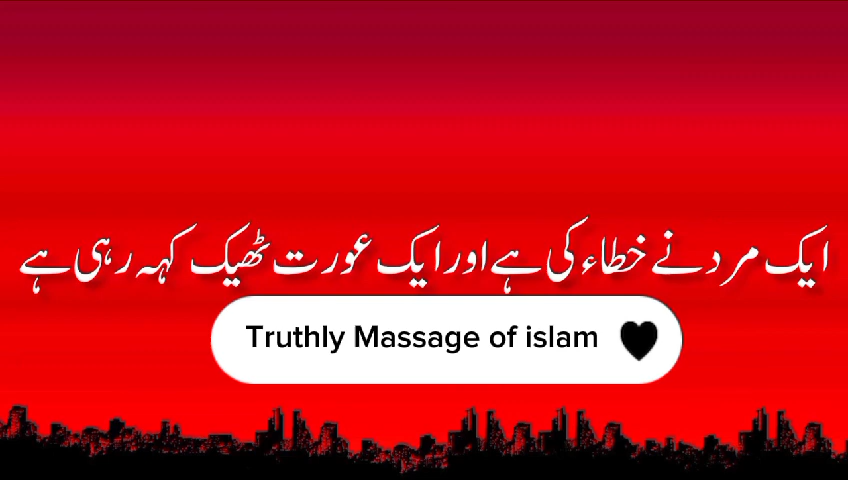 ایک مرد نے خطاء کی ہے اور ایک عورت ٹھیک کہہ رہی ہے
Truthly Massage of islam 🖤